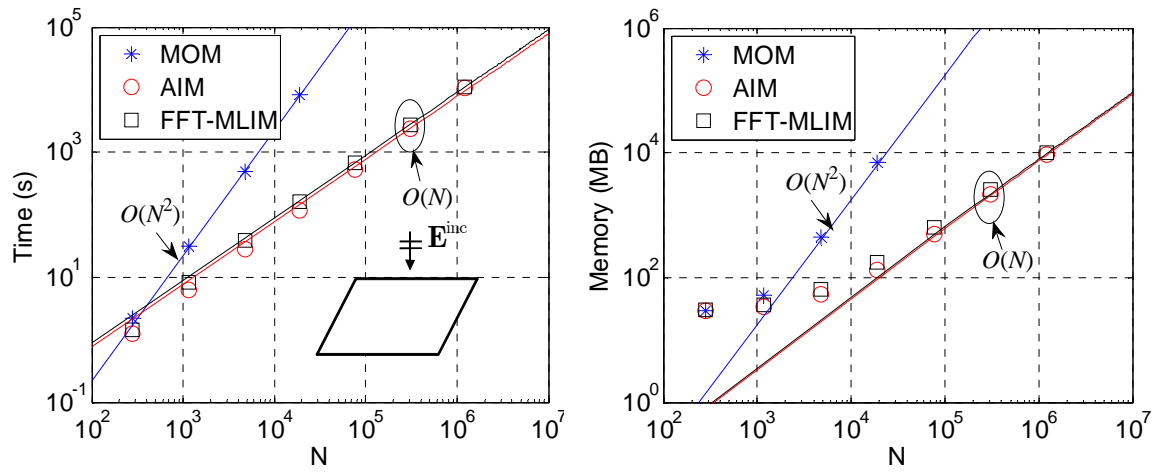 10^5
10^3
10^1
10^-1
Time (s)
MOM
AIM
FFT-MLIM
O(N^2)
O(N)
E^inc
10^2 10^3 10^4 10^5 10^6 10^7
N
10^6
10^4
10^2
10^0
Memory (MB)
MOM
AIM
FFT-MLIM
O(N^2)
O(N)
10^2 10^3 10^4 10^5 10^6 10^7
N